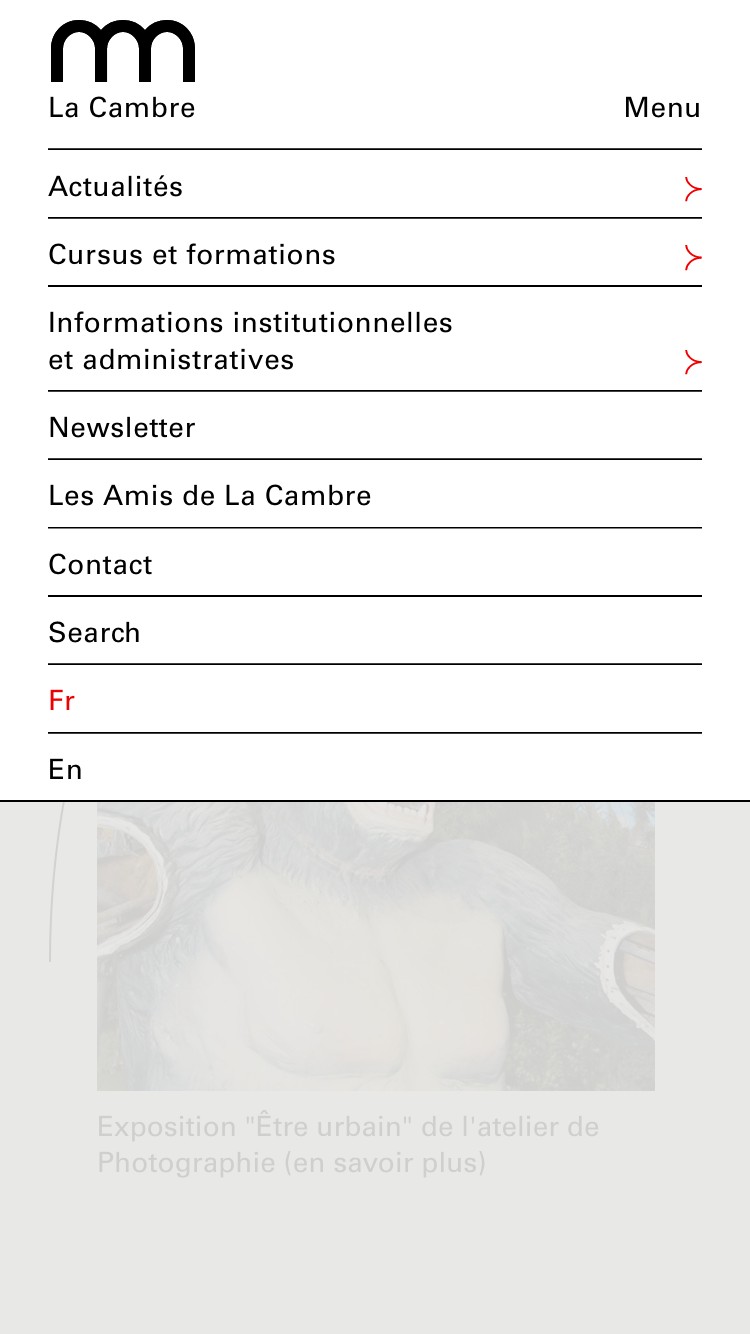 La Cambre
Menu
Actualités
Cursus et formations
Informations institutionnelles
et administratives
Newsletter
Les Amis de La Cambre
Contact
Search
Fr
En
Exposition "Être urbain" de l'atelier de
Photographie (en savoir plus)